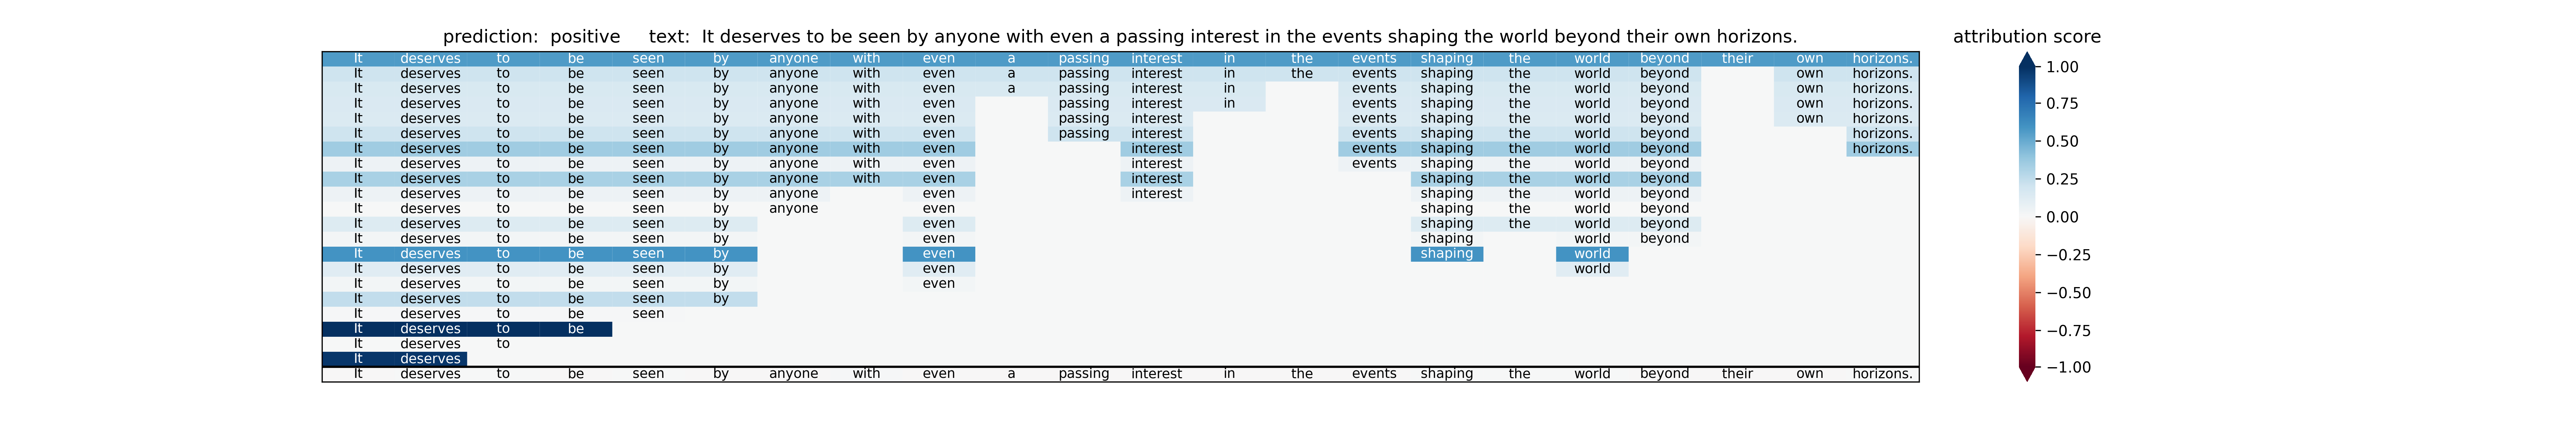 prediction: positive text: It deserves to be seen by anyone with even a passing interest in the events shaping the world beyond their own horizons.
attribution score
It deserves to be seen by anyone with even a passing interest in the events shaping the world beyond their own horizons.
It deserves to be seen by anyone with even a passing interest in the events shaping the world beyond own horizons.
It deserves to be seen by anyone with even a passing interest in events shaping the world beyond own horizons.
It deserves to be seen by anyone with even passing interest in events shaping the world beyond own horizons.
It deserves to be seen by anyone with even passing interest events shaping the world beyond own horizons.
It deserves to be seen by anyone with even passing interest events shaping the world beyond horizons.
It deserves to be seen by anyone with even interest events shaping the world beyond horizons.
It deserves to be seen by anyone with even interest events shaping the world beyond
It deserves to be seen by anyone with even interest shaping the world beyond
It deserves to be seen by anyone even interest shaping the world beyond
It deserves to be seen by anyone even shaping the world beyond
It deserves to be seen by even shaping the world beyond
It deserves to be seen by even shaping world beyond
It deserves to be seen by even shaping world
It deserves to be seen by even world
It deserves to be seen by even
It deserves to be seen by
It deserves to be seen
It deserves to be
It deserves to
It deserves
It deserves to be seen by anyone with even a passing interest in the events shaping the world beyond their own horizons.
1.00
0.75
0.50
0.25
0.00
−0.25
−0.50
−0.75
−1.00